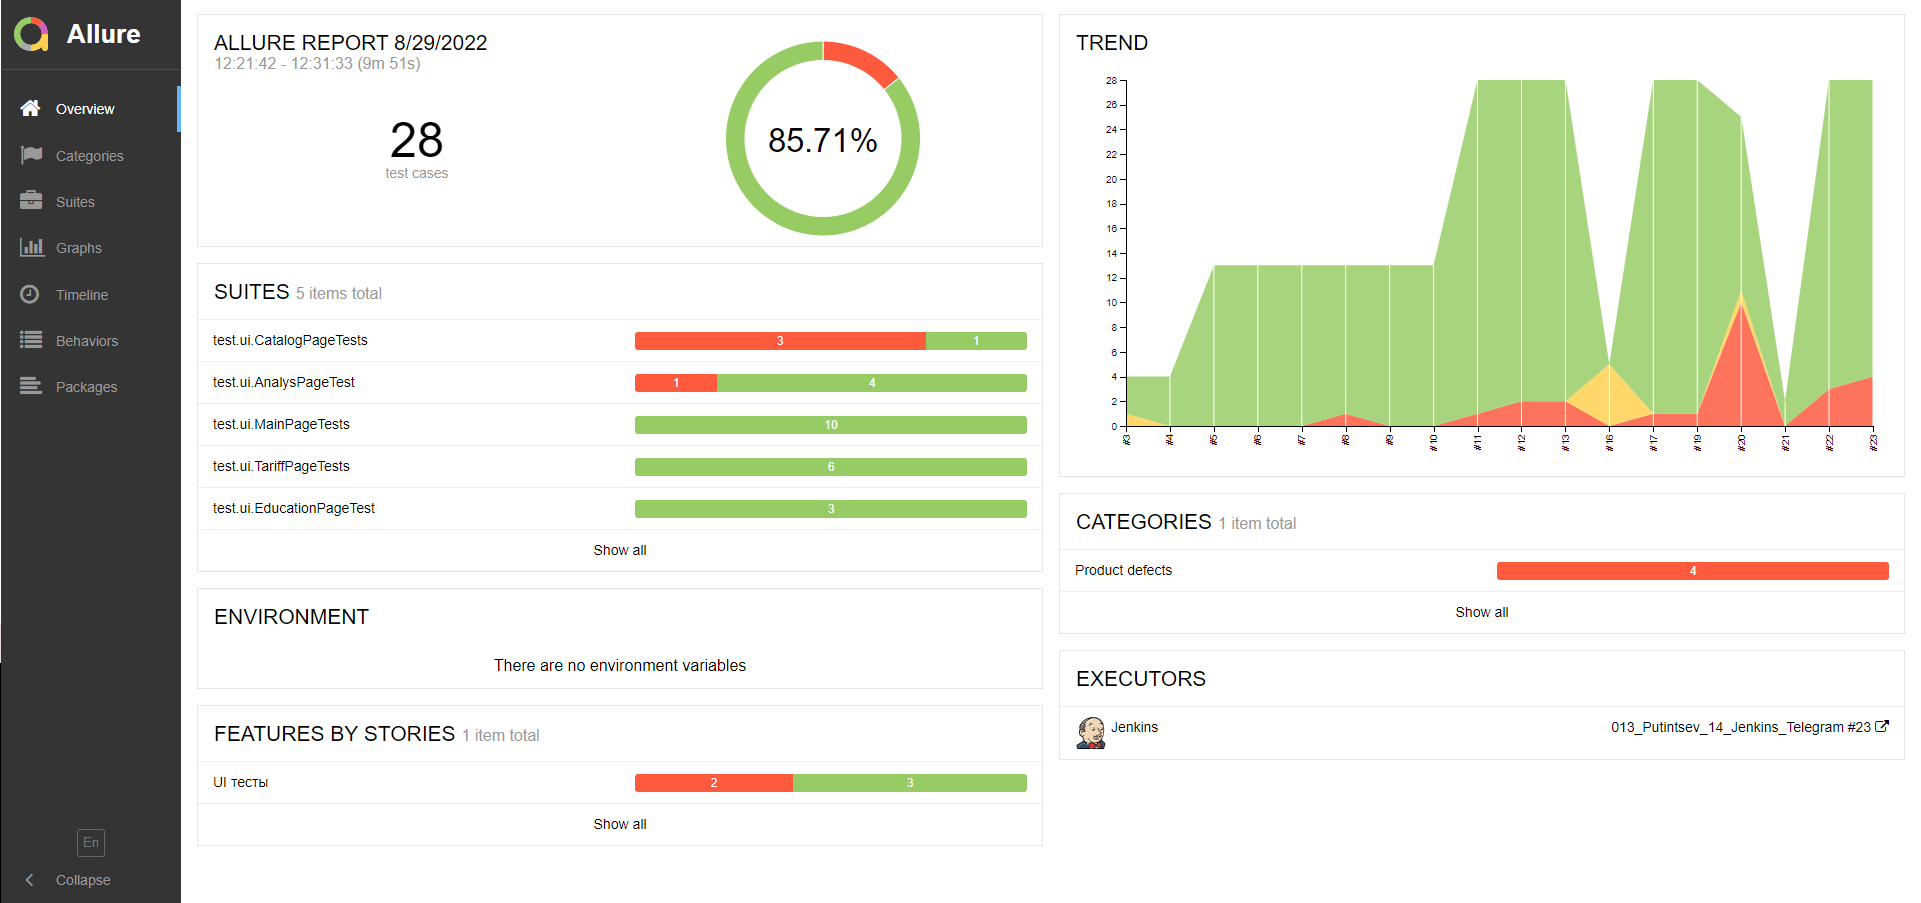 Allure
Overview
Categories
Suites
Graphs
Timeline
Behaviors
Packages
En
Collapse
ALLURE REPORT 8/29/2022
12:21:42 - 12:31:33 (9m 51s)
28
test cases
85.71%
SUITES 5 items total
test.ui.CatalogPageTests 3 1
test.ui.AnalysPageTest 1 4
test.ui.MainPageTests 10
test.ui.TariffPageTests 6
test.ui.EducationPageTest 3
Show all
ENVIRONMENT
There are no environment variables
FEATURES BY STORIES 1 item total
UI тесты 2 3
Show all
TREND
28
26
24
22
20
18
16
14
12
10
8
6
4
2
0
#3 #4 #5 #6 #7 #8 #9 #10 #11 #12 #13 #16 #17 #19 #20 #21 #22 #23
CATEGORIES 1 item total
Product defects 4
Show all
EXECUTORS
Jenkins 013_Putintsev_14_Jenkins_Telegram #23